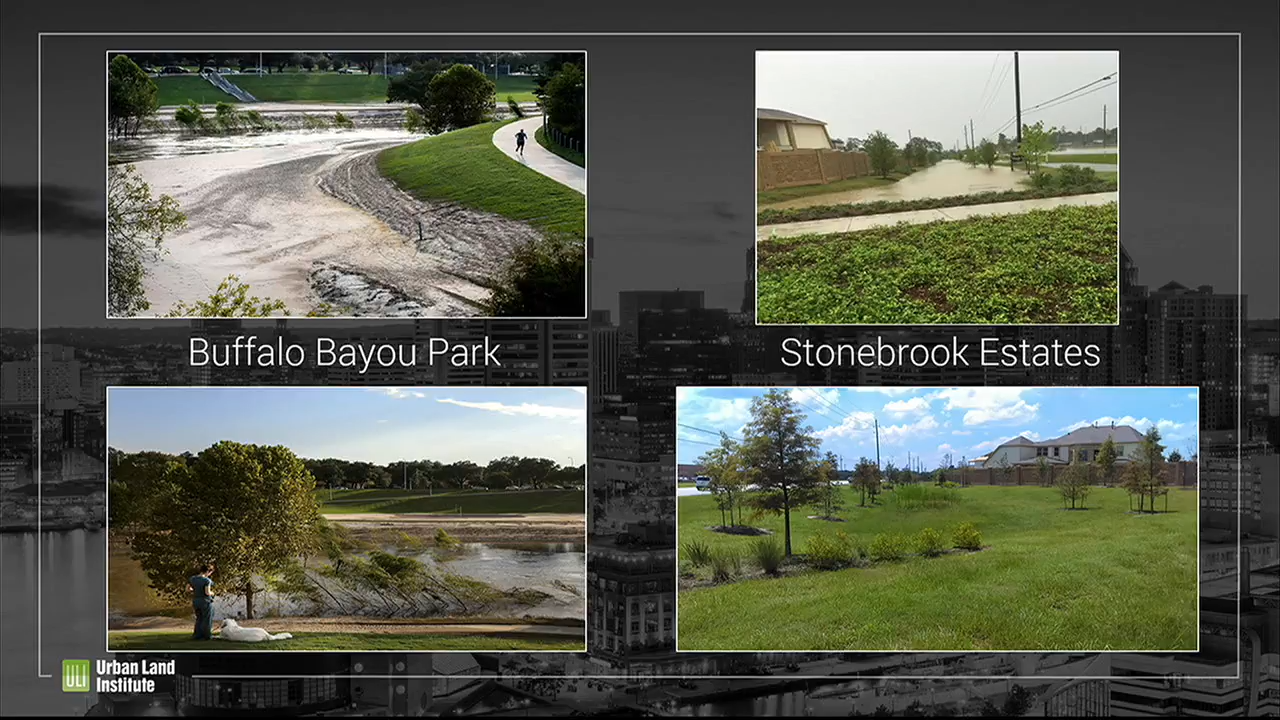 Buffalo Bayou Park
Stonebrook Estates
ULI Urban Land
Institute